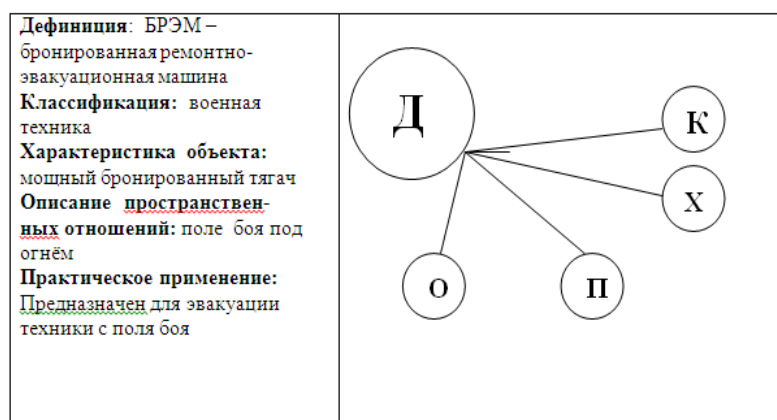 Дефиниция: БРЭМ –
бронированная ремонтно-
эвакуационная машина
Классификация: военная
техника
Характеристика объекта:
мощный бронированный тягач
Описание пространствен-
ных отношений: поле боя под
огнём
Практическое применение:
Предназначен для эвакуации
техники с поля боя
Д
К
Х
О
П